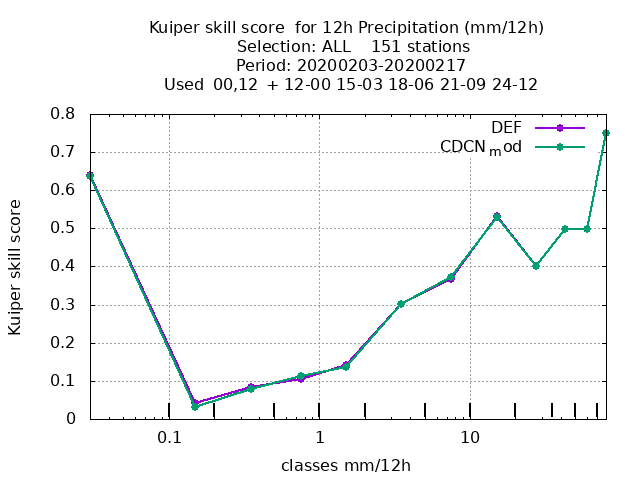 Kuiper skill score  for 12h Precipitation (mm/12h)
Selection: ALL    151 stations
Period: 20200203-20200217
Used  00,12  + 12-00 15-03 18-06 21-09 24-12
DEF
CDCN_mod
0.8
0.7
0.6
0.5
0.4
0.3
0.2
0.1
0
Kuiper skill score
0.1 1 10
classes mm/12h